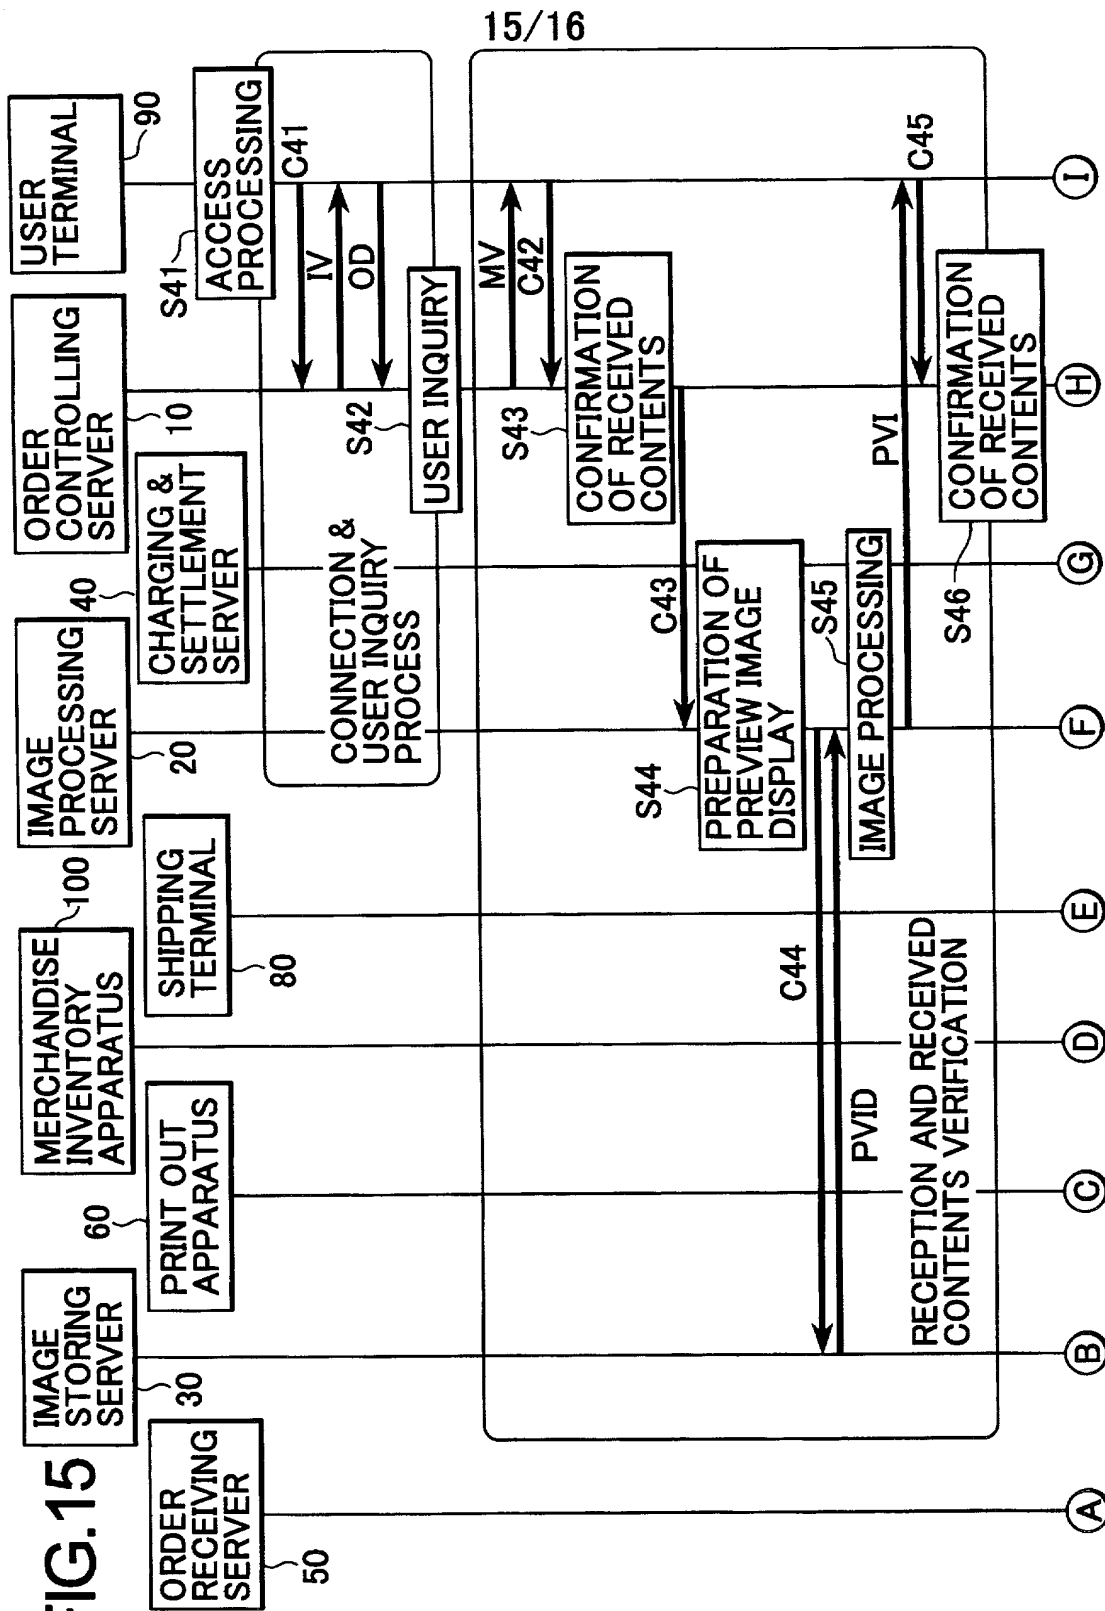 15/16
FIG.15
ORDER
RECEIVING
SERVER
50
IMAGE
STORING
SERVER
30
PRINT OUT
APPARATUS
60
MERCHANDISE
INVENTORY
APPARATUS
100
SHIPPING
TERMINAL
80
IMAGE
PROCESSING
SERVER
20
CHARGING &
SETTLEMENT
SERVER
40
ORDER
CONTROLLING
SERVER
10
USER
TERMINAL
90
S41
ACCESS
PROCESSING
C41
IV
OD
S42
USER INQUIRY
CONNECTION &
USER INQUIRY
PROCESS
MV
C42
S43
CONFIRMATION
OF RECEIVED
CONTENTS
C43
S44
PREPARATION OF
PREVIEW IMAGE
DISPLAY
C44
PVID
S45
IMAGE PROCESSING
PVI
C45
S46
CONFIRMATION
OF RECEIVED
CONTENTS
RECEPTION AND RECEIVED
CONTENTS VERIFICATION
A
B
C
D
E
F
G
H
I